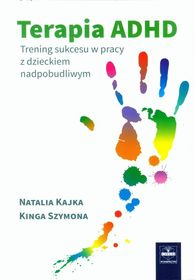 Terapia ADHD
Trening sukcesu w pracy
z dzieckiem
nadpobudliwym
NATALIA KAJKA
KINGA SZYMONA